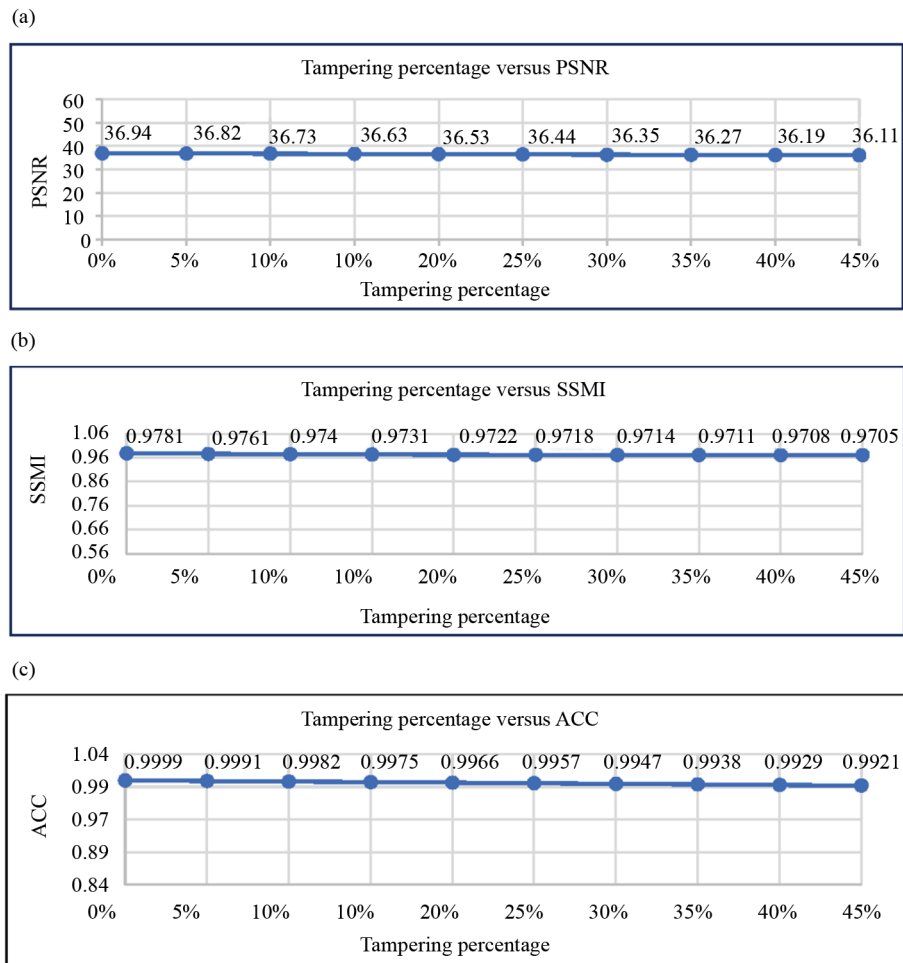 (a)
Tampering percentage versus PSNR
PSNR
60
50
40
30
20
10
0
36.94 36.82 36.73 36.63 36.53 36.44 36.35 36.27 36.19 36.11
0% 5% 10% 10% 20% 25% 30% 35% 40% 45%
Tampering percentage
(b)
Tampering percentage versus SSMI
SSMI
1.06
0.96
0.86
0.76
0.66
0.56
0.9781 0.9761 0.974 0.9731 0.9722 0.9718 0.9714 0.9711 0.9708 0.9705
0% 5% 10% 10% 20% 25% 30% 35% 40% 45%
Tampering percentage
(c)
Tampering percentage versus ACC
ACC
1.04
0.99
0.97
0.89
0.84
0.9999 0.9991 0.9982 0.9975 0.9966 0.9957 0.9947 0.9938 0.9929 0.9921
0% 5% 10% 10% 20% 25% 30% 35% 40% 45%
Tampering percentage